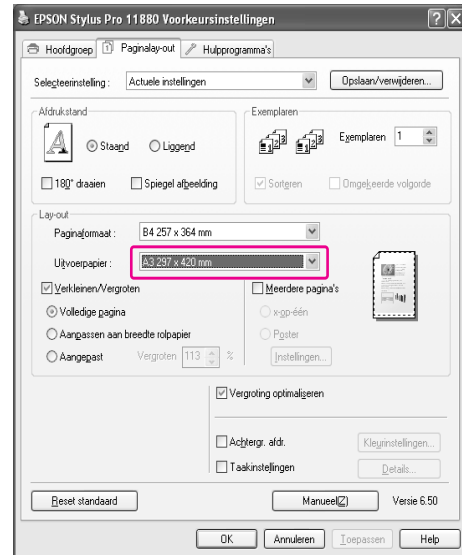 EPSON Stylus Pro 11880 Voorkeursinstellingen
Hoofdgroep Paginalay-out Hulpprogramma's
Selecteerinstelling : Actuele instellingen Opslaan/verwijderen...
Afdrukstand Exemplaren
Staand Liggend Exemplaren 1
180° draaien Spiegel afbeelding Sorteren Omgekeerde volgorde
Lay-out
Paginaformaat : B4 257 x 364 mm
Uitvoerpapier : A3 297 x 420 mm
Verkleinen/Vergroten Meerdere pagina's
Volledige pagina x-op-één
Aanpassen aan breedte rolpapier Poster
Aangepast Vergroten 113 % Instellingen...
Vergroting optimaliseren
Achtergr. afdr. Kleurinstellingen...
Taakinstellingen Details...
Reset standaard Manueel(Z) Versie 6.50
OK Annuleren Toepassen Help